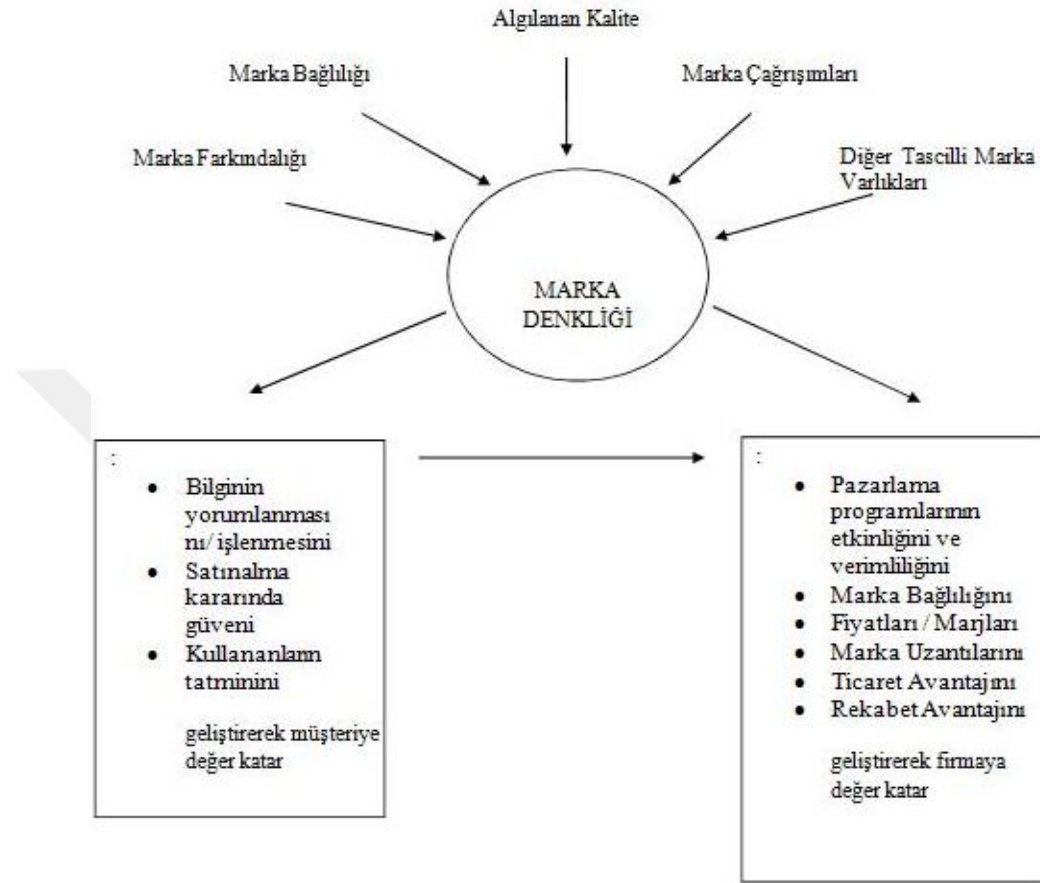 Algılanan Kalite
Marka Bağlılığı
Marka Çağrışımları
Marka Farkındalığı
Diğer Tascilli Marka
Varlıkları
MARKA
DENKLİĞİ
:
• Bilginin
yorumlanması
nı/ işlenmesini
• Satınalma
kararında
güveni
• Kullananların
tatminini
geliştirerek müşteriye
değer katar
:
• Pazarlama
programlarının
etkinliğini ve
verimliliğini
• Marka Bağlılığını
• Fiyatları / Marjları
• Marka Uzantılarını
• Ticaret Avantajını
• Rekabet Avantajını
geliştirerek firmaya
değer katar